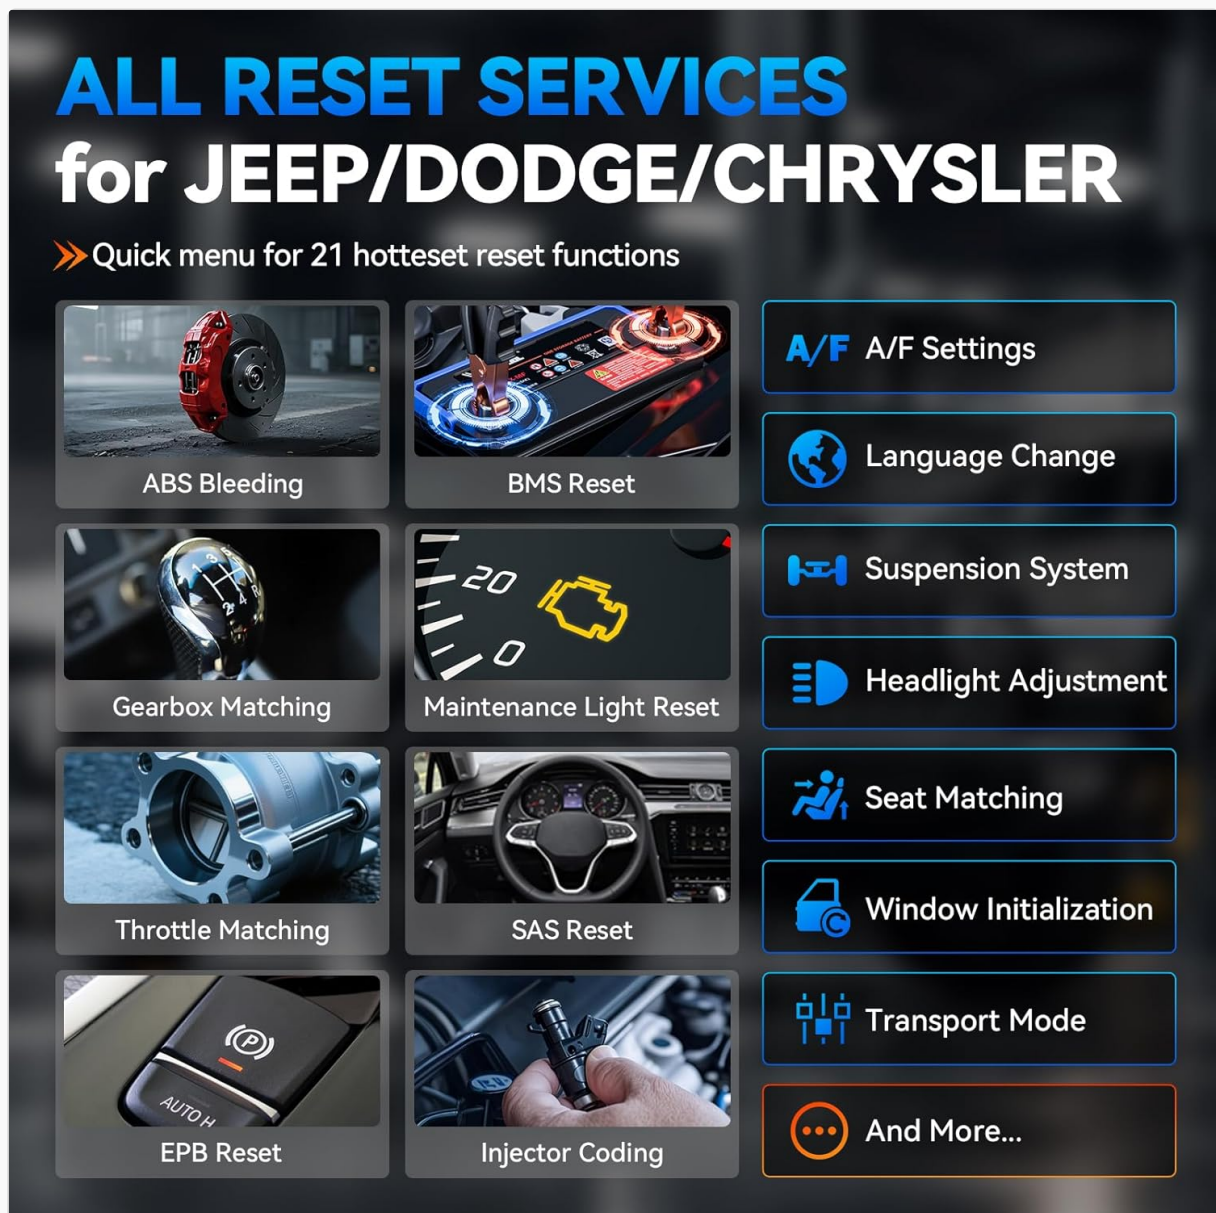 ALL RESET SERVICES
for JEEP/DODGE/CHRYSLER
Quick menu for 21 hotteset reset functions
ABS Bleeding
BMS Reset
20
0
Gearbox Matching
Maintenance Light Reset
Throttle Matching
SAS Reset
P
AUTO H
EPB Reset
Injector Coding
A/F A/F Settings
Language Change
Suspension System
Headlight Adjustment
Seat Matching
Window Initialization
Transport Mode
And More...